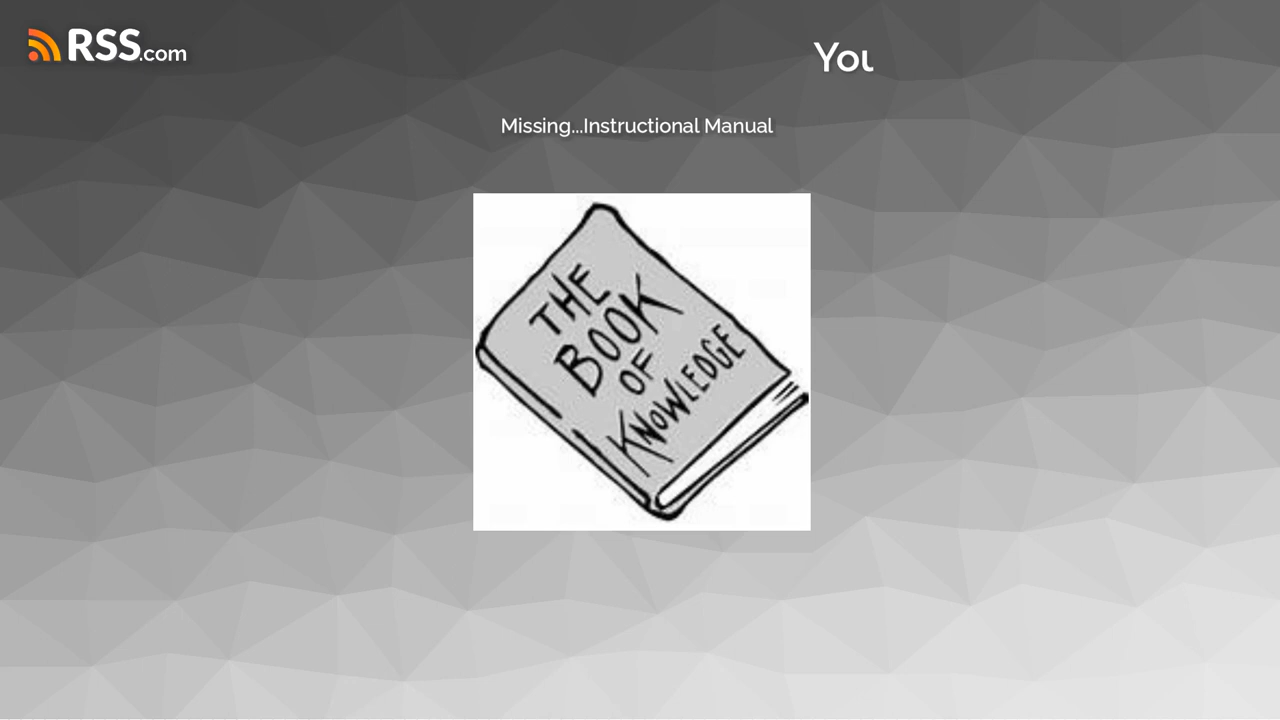 RSS.com
Missing...Instructional Manual
THE
BOOK
OF
KNOWLEDGE